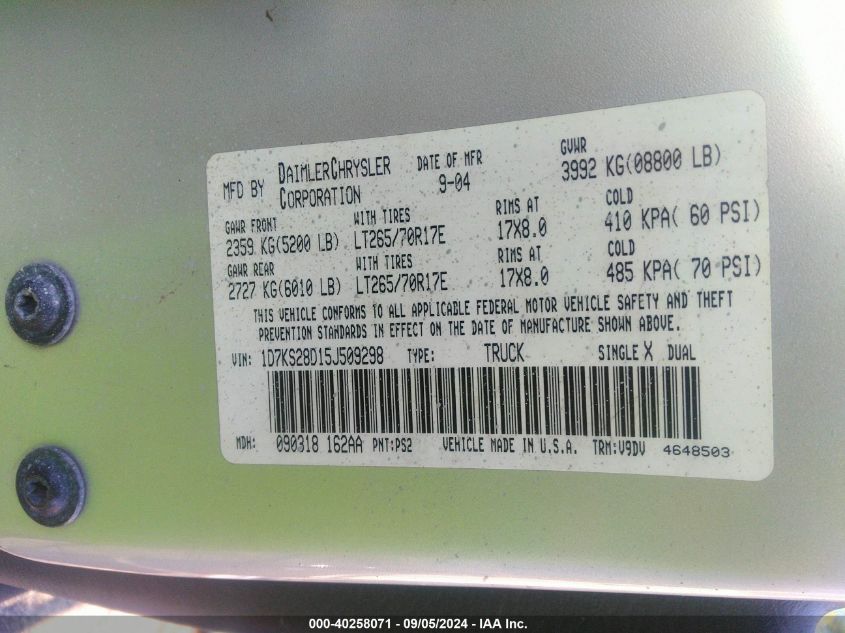 MFD BY DAIMLERCHRYSLER CORPORATION
DATE OF MFR 9-04
GVWR 3992 KG(08800 LB)
GAWR FRONT WITH TIRES RIMS AT COLD
2359 KG(5200 LB) LT265/70R17E 17X8.0 410 KPA( 60 PSI)
GAWR REAR WITH TIRES RIMS AT COLD
2727 KG(6010 LB) LT265/70R17E 17X8.0 485 KPA( 70 PSI)
THIS VEHICLE CONFORMS TO ALL APPLICABLE FEDERAL MOTOR VEHICLE SAFETY AND THEFT
PREVENTION STANDARDS IN EFFECT ON THE DATE OF MANUFACTURE SHOWN ABOVE.
VIN: 1D7KS28D15J509298 TYPE: TRUCK SINGLE X DUAL
MDH: 090318 162AA PNT:PS2 VEHICLE MADE IN U.S.A. TRM:V9DV 4648503
000-40258071 - 09/05/2024 - IAA Inc.